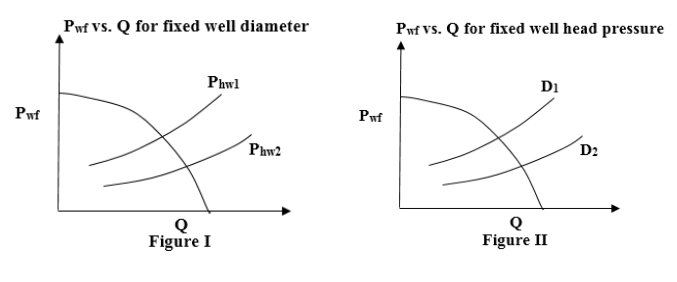 Pwf vs. Q for fixed well diameter
Phw1
Pwf
Phw2
Q
Figure I
Pwf vs. Q for fixed well head pressure
D1
Pwf
D2
Q
Figure II